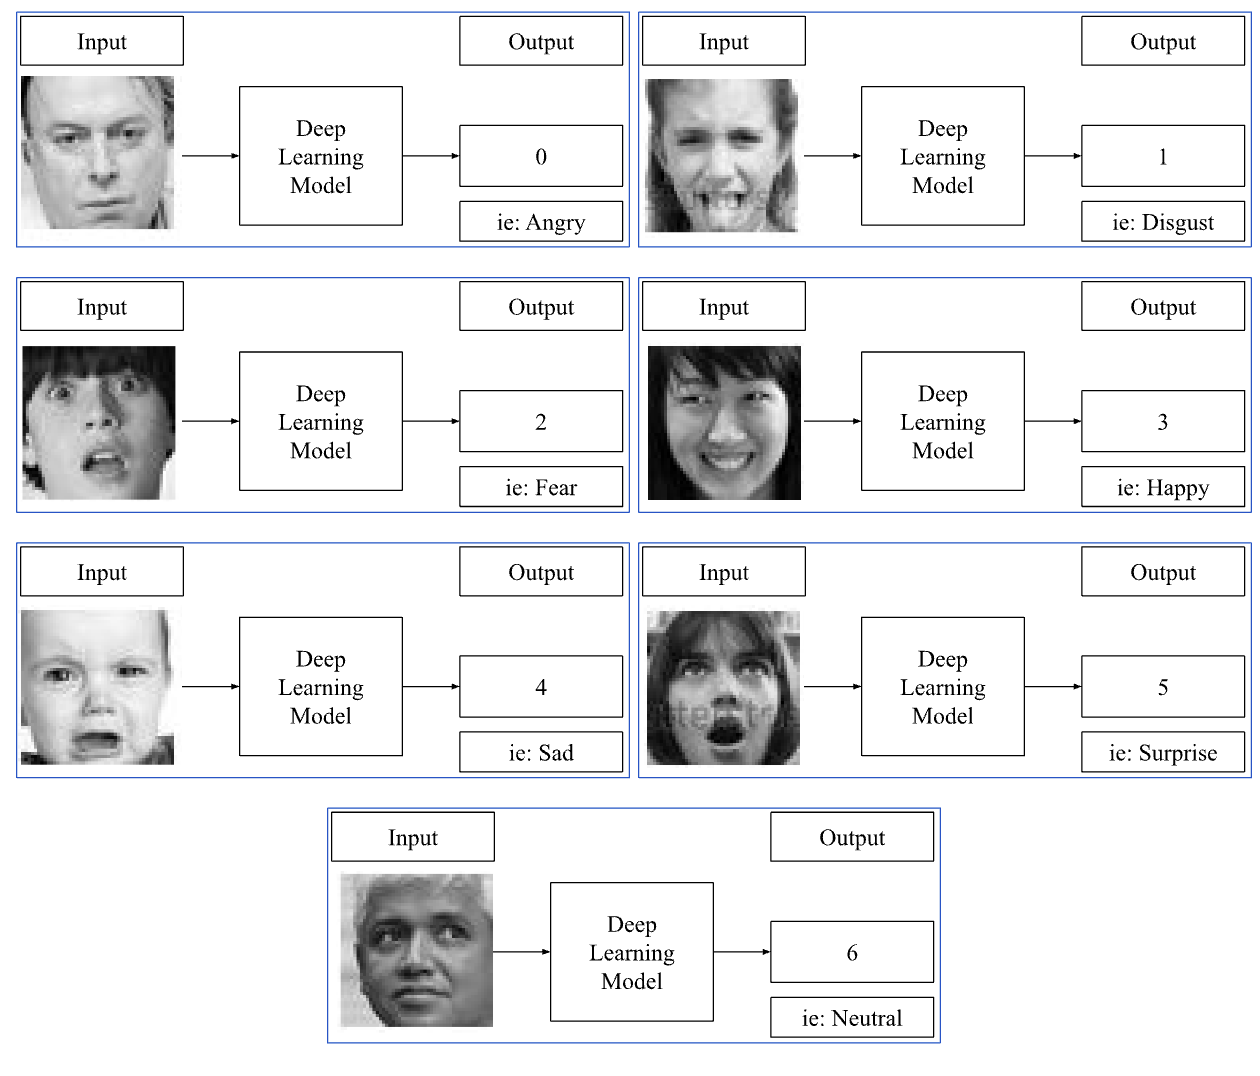 Input
Output
Deep
Learning
Model
0
ie: Angry
Input
Output
Deep
Learning
Model
1
ie: Disgust
Input
Output
Deep
Learning
Model
2
ie: Fear
Input
Output
Deep
Learning
Model
3
ie: Happy
Input
Output
Deep
Learning
Model
4
ie: Sad
Input
Output
Deep
Learning
Model
5
ie: Surprise
Input
Output
Deep
Learning
Model
6
ie: Neutral